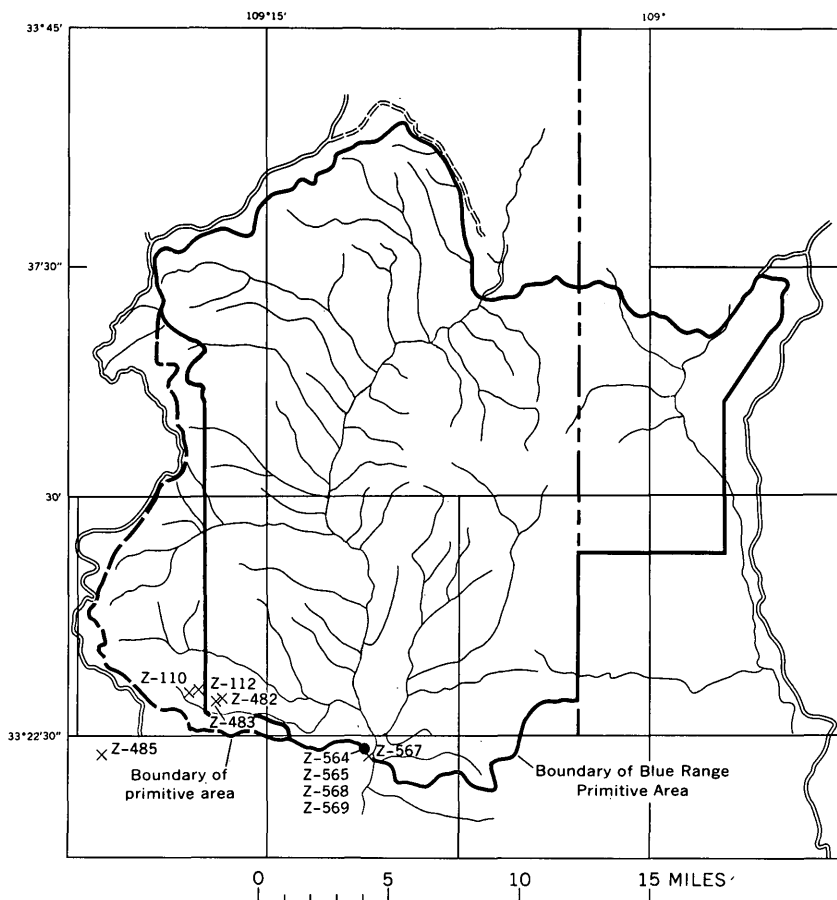 109°15'
109°
33°45'
37'30"
30'
Z-110
Z-112
Z-482
Z-483
33°22'30"
Z-485
Z-564
Z-567
Z-565
Z-568
Z-569
Boundary of
primitive area
Boundary of Blue Range
Primitive Area
0 5 10 15 MILES